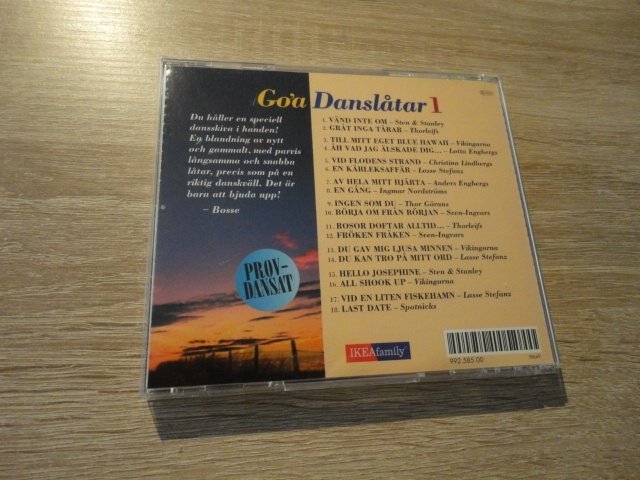 Go'a Danslåtar 1
Du håller en speciell
dansskiva i handen!
En blandning av nytt
och gammalt, med parvis
långsamma och snabba
låtar, precis som på en
riktig danskväll. Det är
bara att bjuda upp!
– Bosse
PROV-
DANSAT
1. VÄND INTE OM – Sten & Stanley
2. GRÅT INGA TÅRAR – Thorleifs
3. TILL MITT EGET BLUE HAWAII – Vikingarna
4. ÅH VAD JAG ÄLSKADE DIG... – Lotta Engbergs
5. VID FLODENS STRAND – Christina Lindbergs
6. EN KÄRLEKSAFFÄR – Lasse Stefanz
7. AV HELA MITT HJÄRTA – Anders Engbergs
8. EN GÅNG – Ingmar Nordströms
9. INGEN SOM DU – Thor Görans
10. BÖRJA OM FRÅN BÖRJAN – Sven-Ingvars
11. ROSOR DOFTAR ALLTID... – Thorleifs
12. FRÖKEN FRÄKEN – Sven-Ingvars
13. DU GAV MIG LJUSA MINNEN – Vikingarna
14. DU KAN TRO PÅ MITT ORD – Lasse Stefanz
15. HELLO JOSEPHINE – Sten & Stanley
16. ALL SHOOK UP – Vikingarna
17. VID EN LITEN FISKEHAMN – Lasse Stefanz
18. LAST DATE – Spotnicks
IKEAfamily
992.585.00